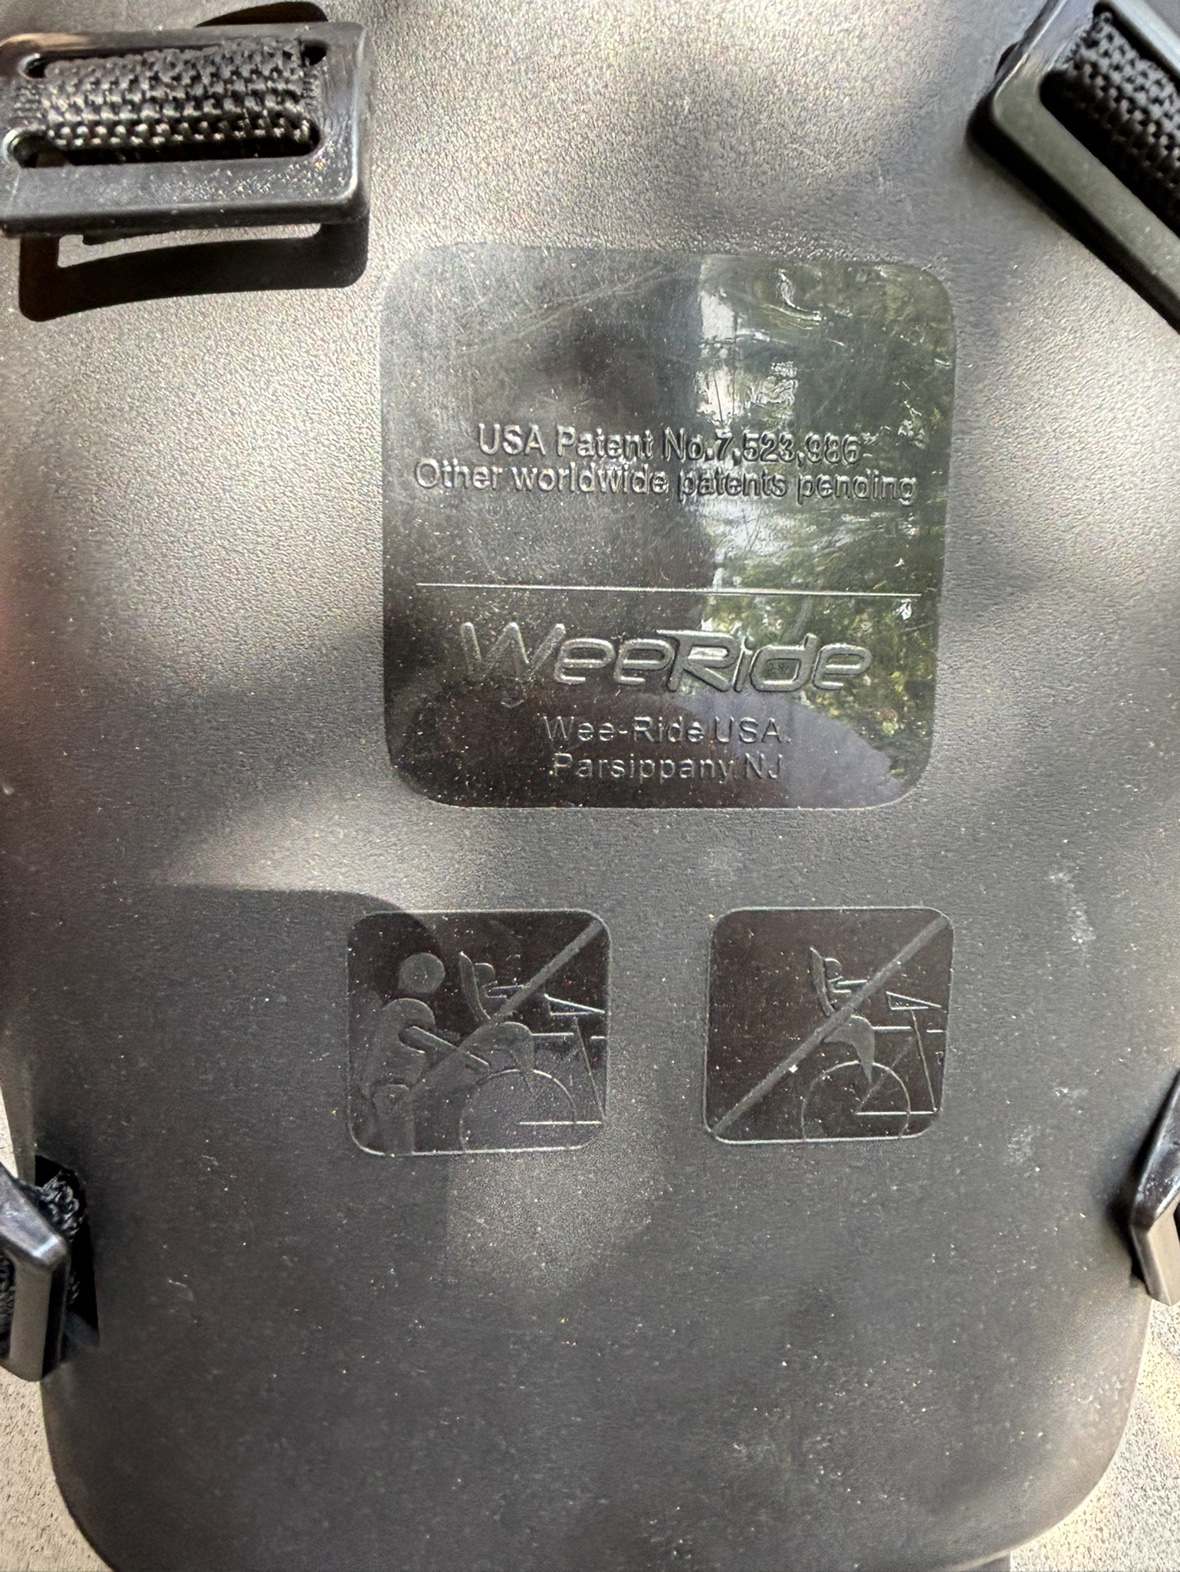 USA Patent No.7,523,986
Other worldwide patents pending
WeeRide
Wee-Ride USA.
Parsippany NJ